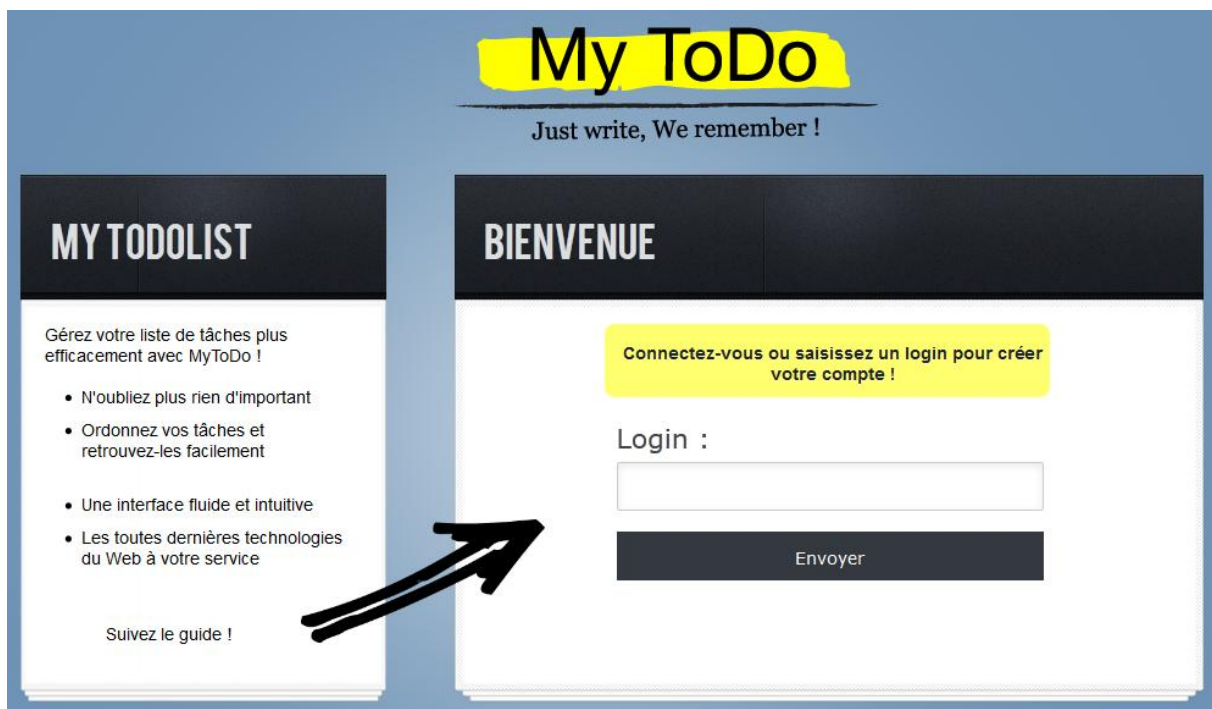 My ToDo
Just write, We remember !
MY TODOLIST
Gérez votre liste de tâches plus
efficacement avec MyToDo !
• N'oubliez plus rien d'important
• Ordonnez vos tâches et
retrouvez-les facilement
• Une interface fluide et intuitive
• Les toutes dernières technologies
du Web à votre service
Suivez le guide !
BIENVENUE
Connectez-vous ou saisissez un login pour créer
votre compte !
Login :
Envoyer